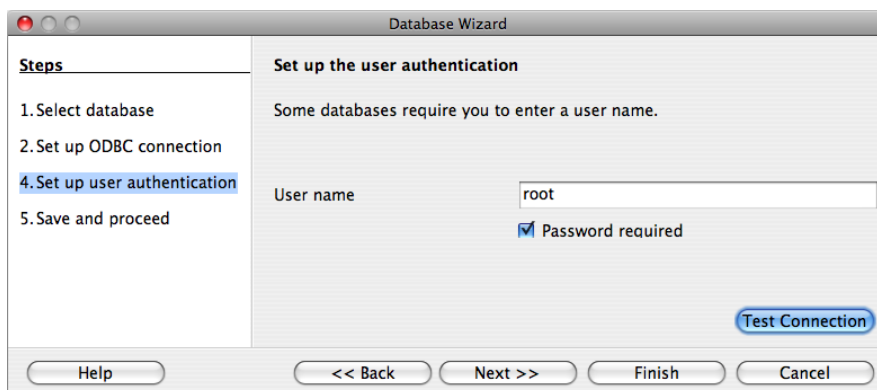 Database Wizard
Steps
1. Select database
2. Set up ODBC connection
4. Set up user authentication
5. Save and proceed
Set up the user authentication
Some databases require you to enter a user name.
User name
root
Password required
Test Connection
Help
<< Back
Next >>
Finish
Cancel